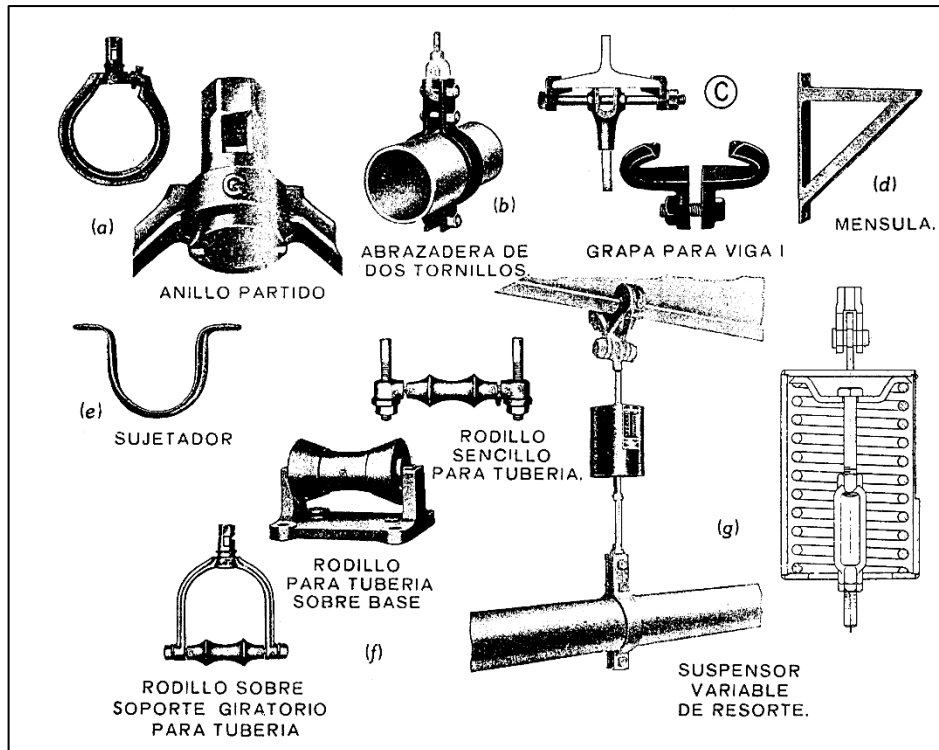 (a)
ANILLO PARTIDO
(b)
ABRAZADERA DE
DOS TORNILLOS.
C
GRAPA PARA VIGA I
(d)
MENSULA.
(e)
SUJETADOR
RODILLO
SENCILLO
PARA TUBERIA.
RODILLO
PARA TUBERIA
SOBRE BASE
(f)
RODILLO SOBRE
SOPORTE GIRATORIO
PARA TUBERIA
(g)
SUSPENSOR
VARIABLE
DE RESORTE.